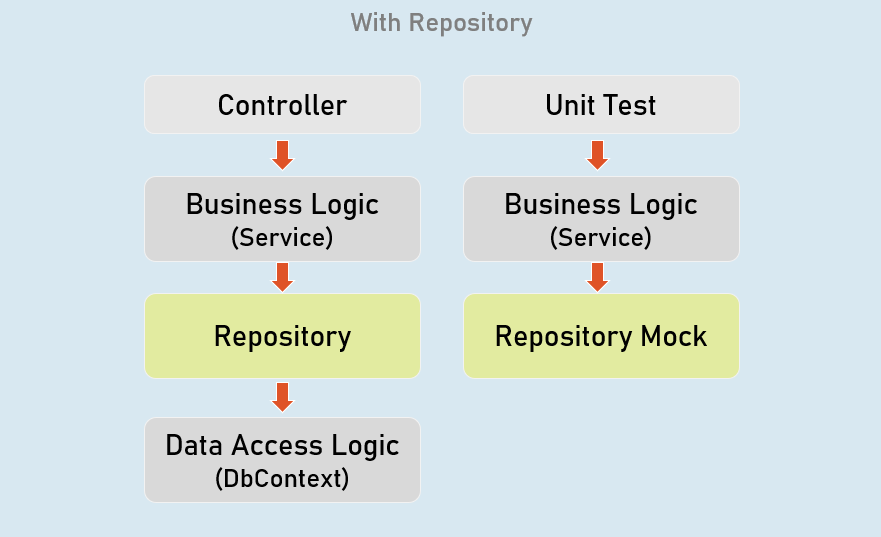 With Repository
Controller
Business Logic
(Service)
Repository
Data Access Logic
(DbContext)
Unit Test
Business Logic
(Service)
Repository Mock